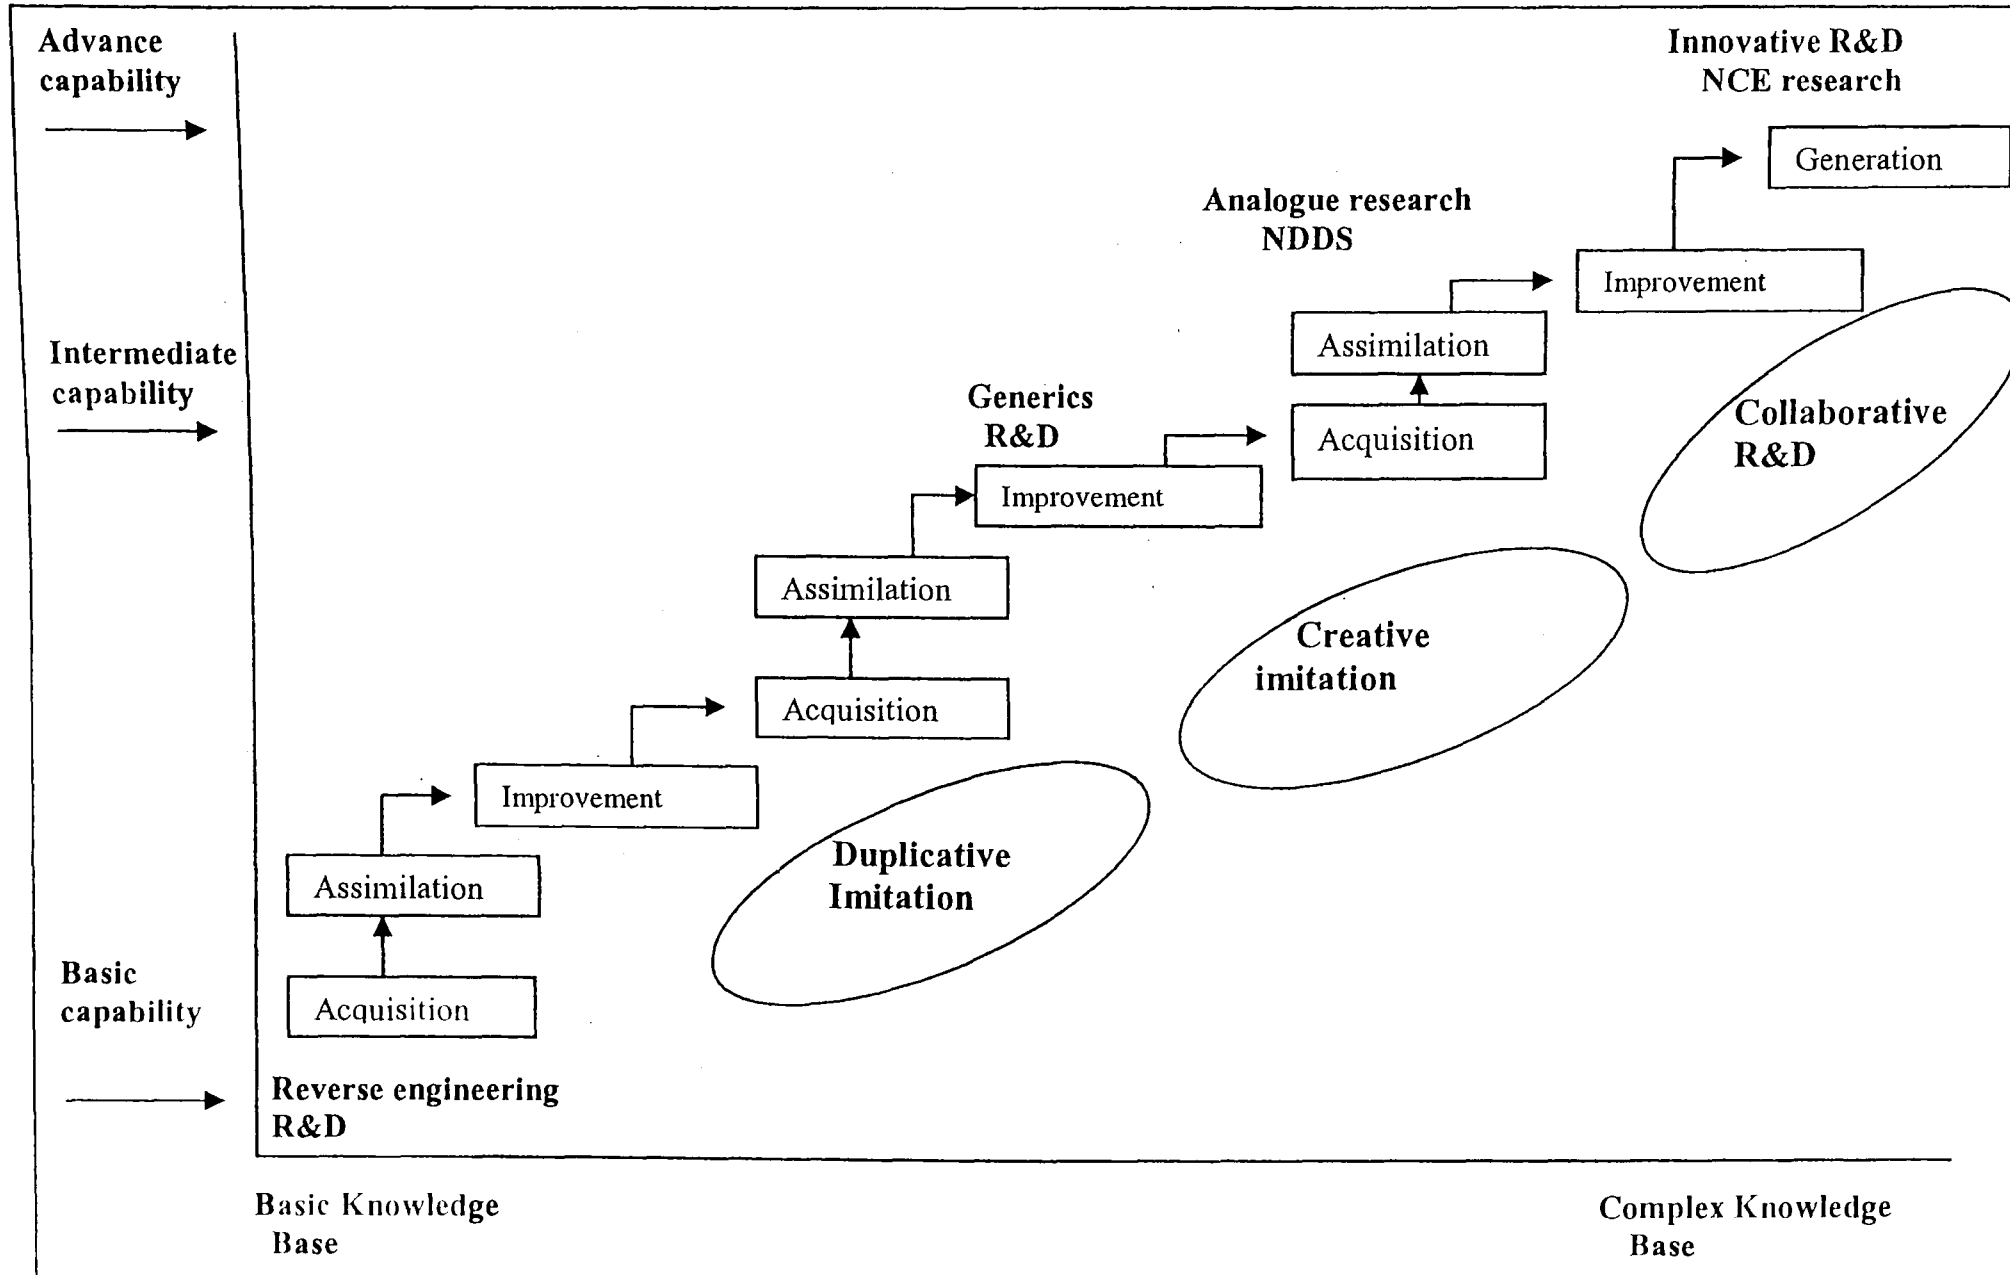 Advance
capability
Innovative R&D
NCE research
Generation
Analogue research
NDDS
Improvement
Intermediate
capability
Assimilation
Generics
R&D
Acquisition
Collaborative
R&D
Improvement
Assimilation
Creative
imitation
Acquisition
Improvement
Duplicative
Imitation
Assimilation
Basic
capability
Acquisition
Reverse engineering
R&D
Basic Knowledge
Base
Complex Knowledge
Base